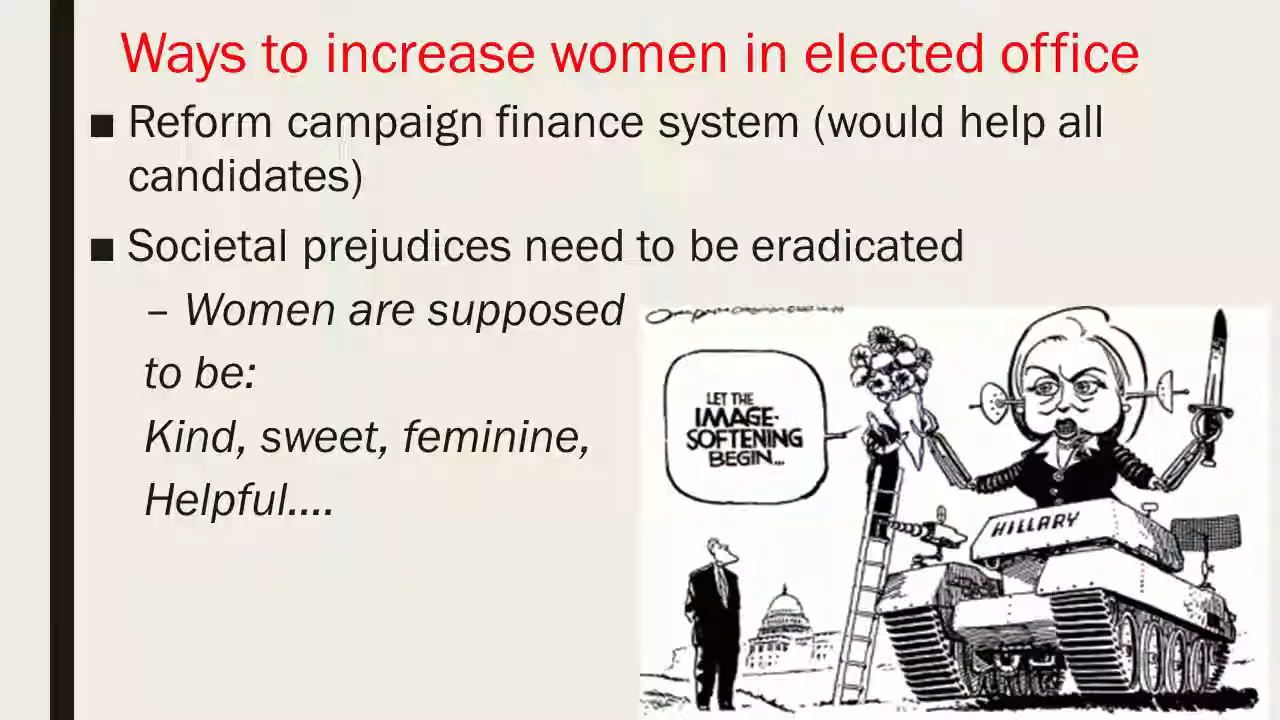 Ways to increase women in elected office
■ Reform campaign finance system (would help all
candidates)
■ Societal prejudices need to be eradicated
– Women are supposed
to be:
Kind, sweet, feminine,
Helpful....
LET THE
IMAGE-
SOFTENING
BEGIN...
HILLARY